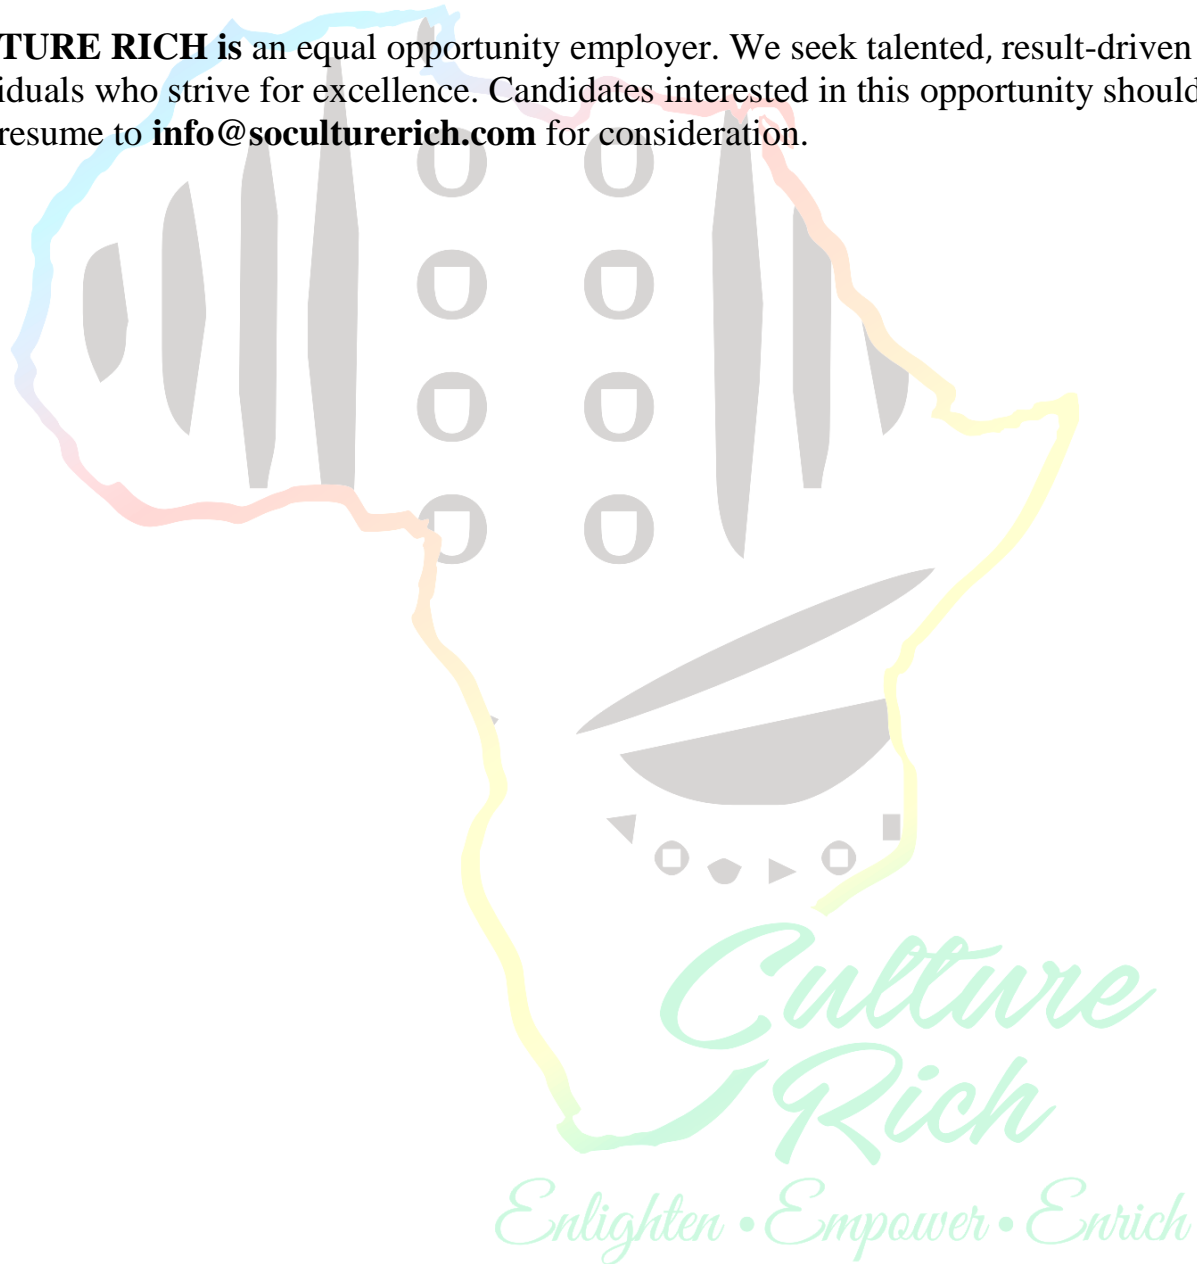 TURE RICH is an equal opportunity employer. We seek talented, result-driven
iduals who strive for excellence. Candidates interested in this opportunity should
resume to info@soculturerich.com for consideration.
Culture
Rich
Enlighten • Empower • Enrich